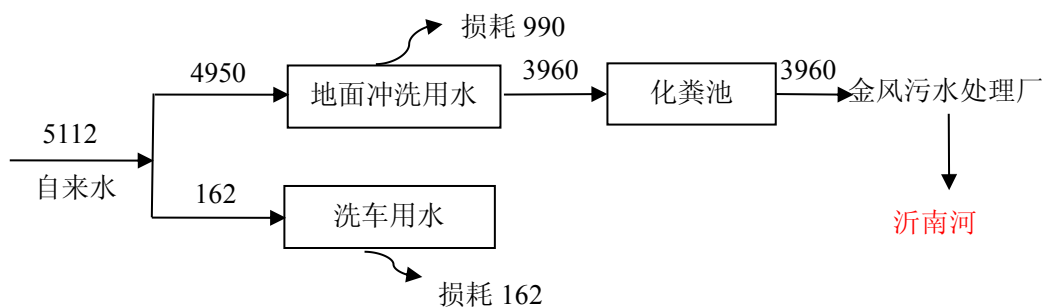 损耗 990
4950
地面冲洗用水
3960
化粪池
3960
金风污水处理厂
5112
自来水
162
洗车用水
沂南河
损耗 162